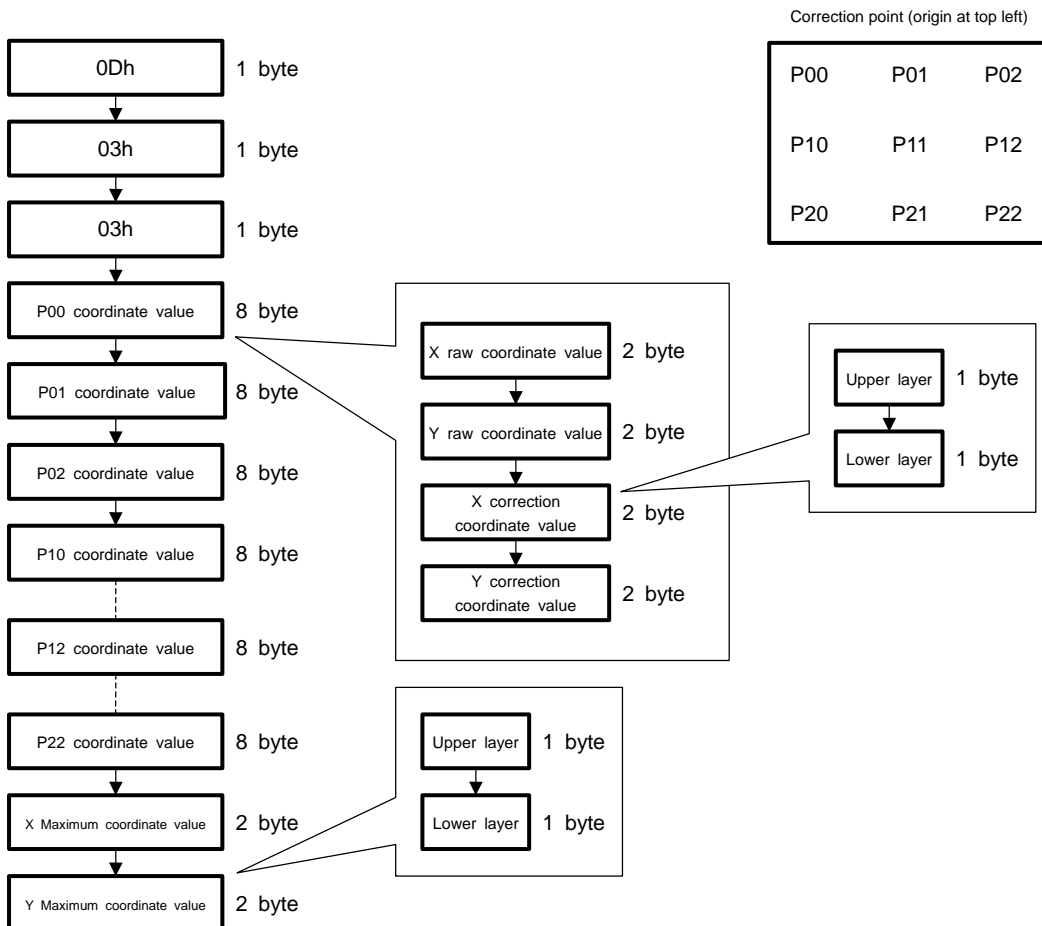 Correction point (origin at top left)
P00 P01 P02
P10 P11 P12
P20 P21 P22
0Dh 1 byte
03h 1 byte
03h 1 byte
P00 coordinate value 8 byte
P01 coordinate value 8 byte
P02 coordinate value 8 byte
P10 coordinate value 8 byte
P12 coordinate value 8 byte
P22 coordinate value 8 byte
X Maximum coordinate value 2 byte
Y Maximum coordinate value 2 byte
X raw coordinate value 2 byte
Y raw coordinate value 2 byte
X correction
coordinate value 2 byte
Y correction
coordinate value 2 byte
Upper layer 1 byte
Lower layer 1 byte
Upper layer 1 byte
Lower layer 1 byte